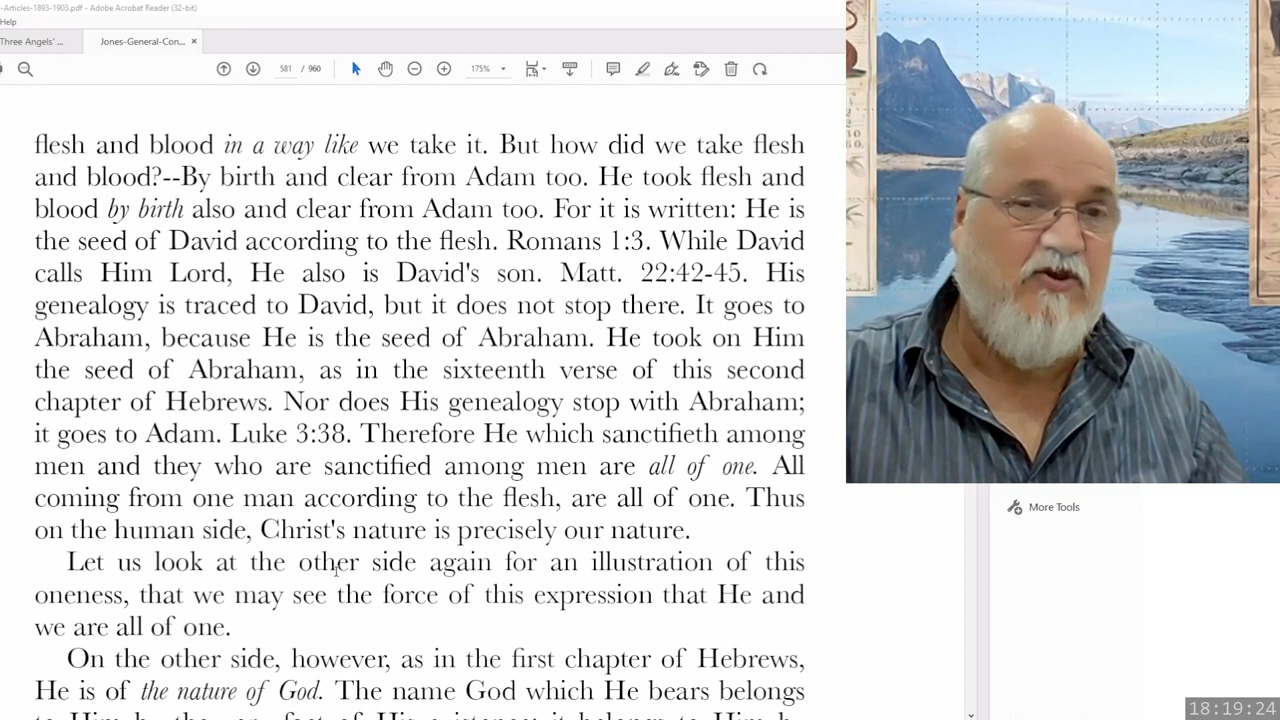 -Articles-1893-1903.pdf - Adobe Acrobat Reader (32-bit)
Help
Three Angels' ...
Jones-General-Con... ×
581 / 960
175%
flesh and blood in a way like we take it. But how did we take flesh
and blood?--By birth and clear from Adam too. He took flesh and
blood by birth also and clear from Adam too. For it is written: He is
the seed of David according to the flesh. Romans 1:3. While David
calls Him Lord, He also is David's son. Matt. 22:42-45. His
genealogy is traced to David, but it does not stop there. It goes to
Abraham, because He is the seed of Abraham. He took on Him
the seed of Abraham, as in the sixteenth verse of this second
chapter of Hebrews. Nor does His genealogy stop with Abraham;
it goes to Adam. Luke 3:38. Therefore He which sanctifieth among
men and they who are sanctified among men are all of one. All
coming from one man according to the flesh, are all of one. Thus
on the human side, Christ's nature is precisely our nature.
Let us look at the other side again for an illustration of this
oneness, that we may see the force of this expression that He and
we are all of one.
On the other side, however, as in the first chapter of Hebrews,
He is of the nature of God. The name God which He bears belongs
More Tools
18:19:24